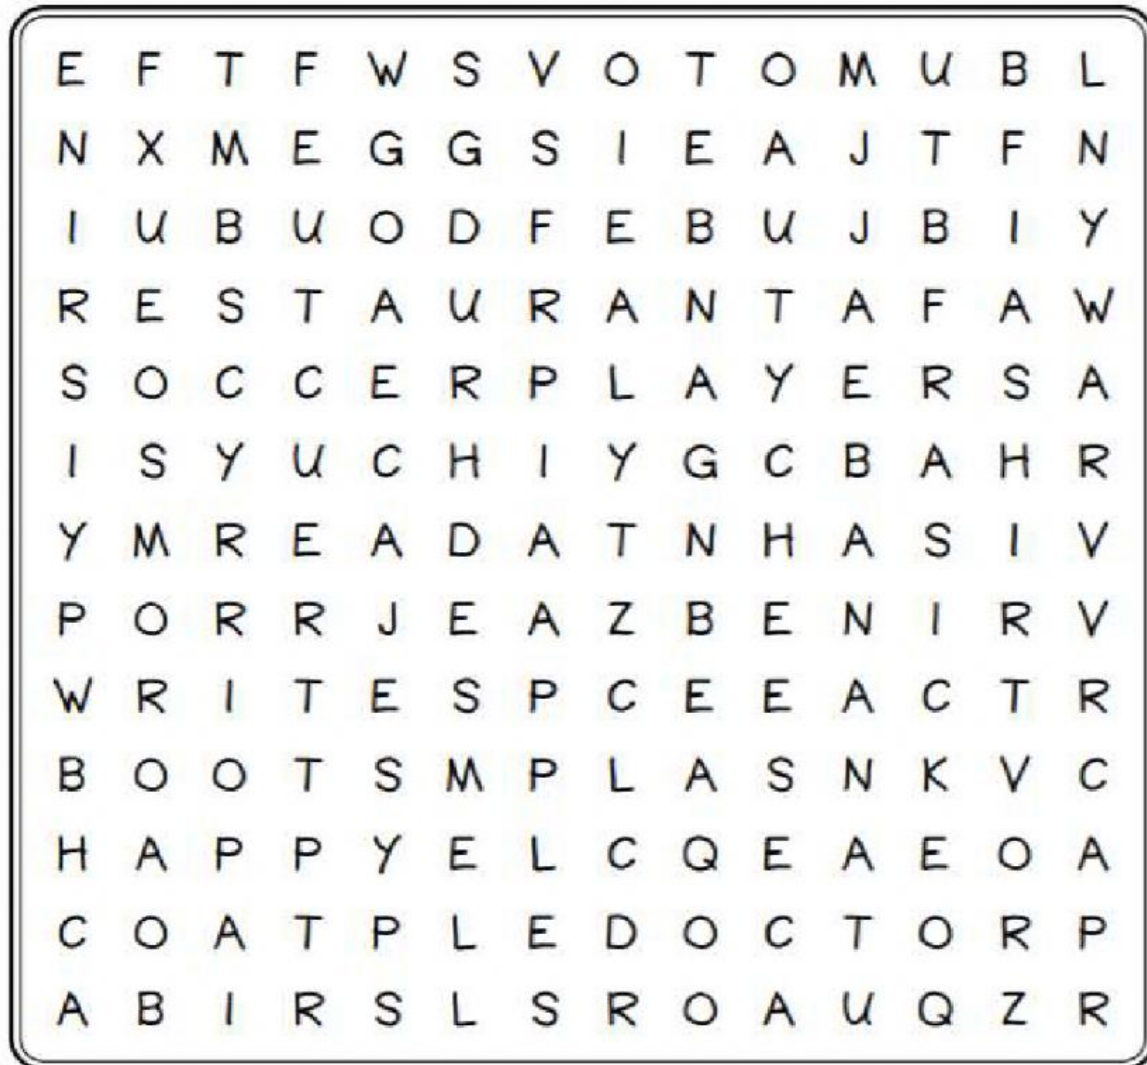 E F T F W S V O T O M U B L
N X M E G G S I E A J T F N
I U B U O D F E B U J B I Y
R E S T A U R A N T A F A W
S O C C E R P L A Y E R S A
I S Y U C H I Y G C B A H R
Y M R E A D A T N H A S I V
P O R R J E A Z B E N I R V
W R I T E S P C E E A C T R
B O O T S M P L A S N K V C
H A P P Y E L C Q E A E O A
C O A T P L E D O C T O R P
A B I R S L S R O A U Q Z R